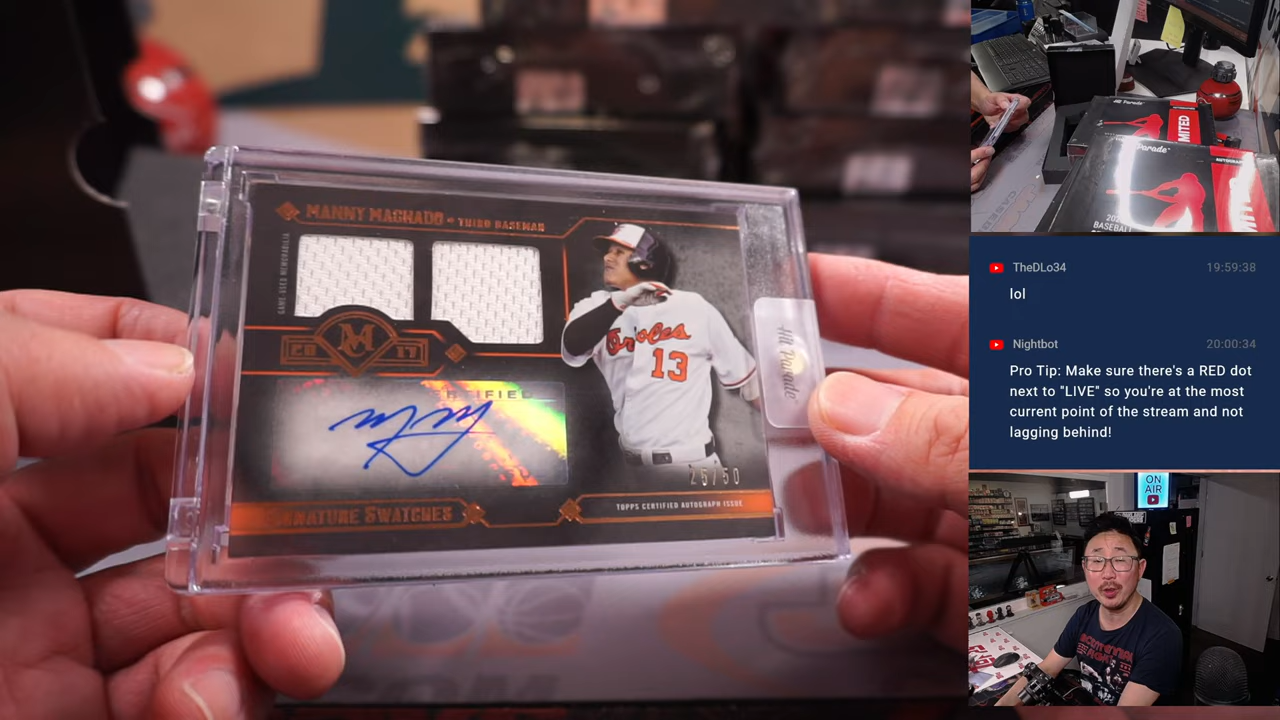 MANNY MACHADO • THIRD BASEMAN
GAME-USED MEMORABILIA
Orioles
13
20 M 17
CERTIFIED
25/50
SIGNATURE SWATCHES
TOPPS CERTIFIED AUTOGRAPH ISSUE
Hit Parade
Parade
LIMITED
Parade
BASEBALL
TheDLo34 19:59:38
lol
Nightbot 20:00:34
Pro Tip: Make sure there's a RED dot
next to "LIVE" so you're at the most
current point of the stream and not
lagging behind!
ON
AIR